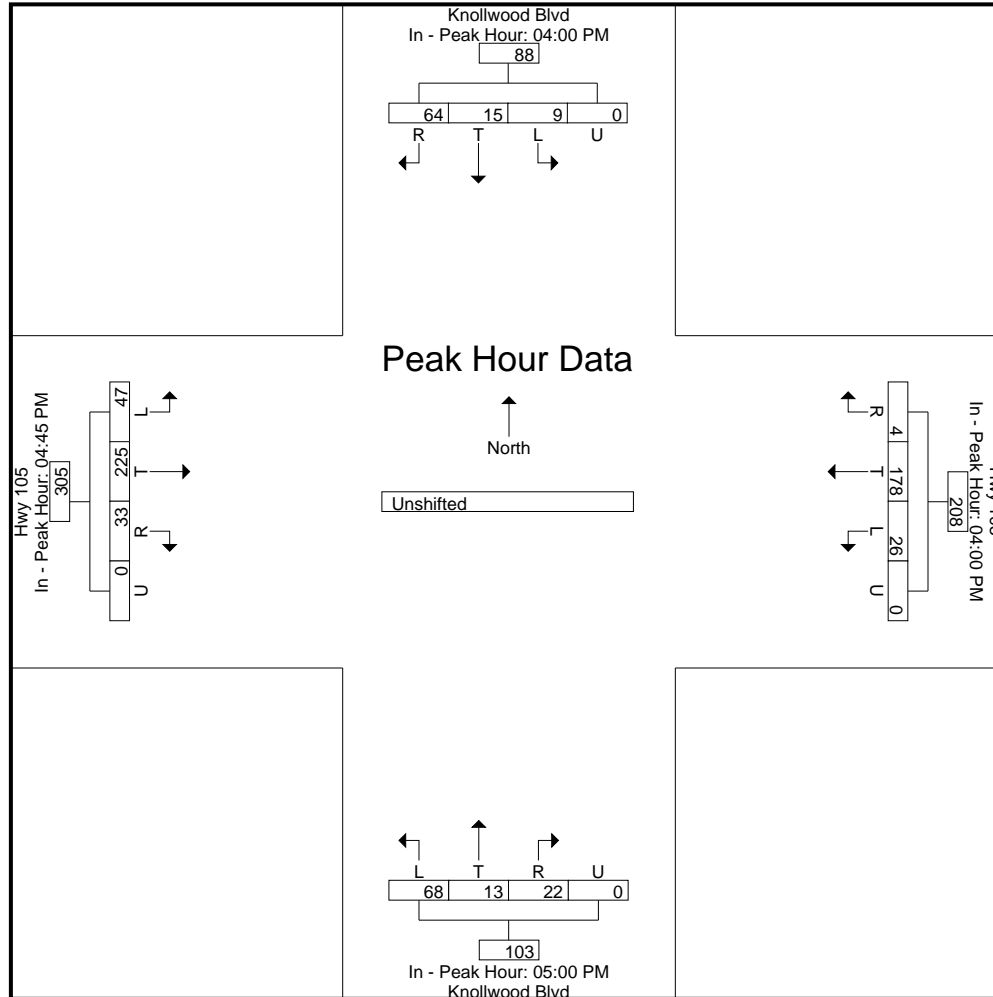 Knollwood Blvd
In - Peak Hour: 04:00 PM
88
64 15 9 0
R T L U
Peak Hour Data
North
Unshifted
Hwy 105
In - Peak Hour: 04:45 PM
305
47 225 33 0
L T R U
In - Peak Hour: 04:00 PM
208
4 178 26 0
R T L U
L T R U
68 13 22 0
103
In - Peak Hour: 05:00 PM
Knollwood Blvd